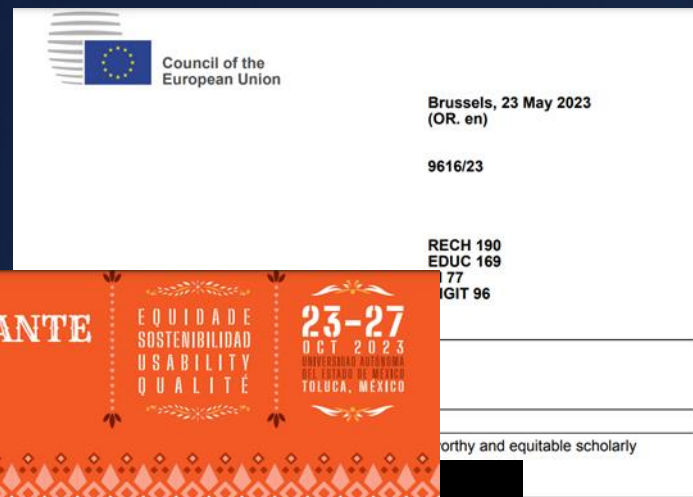 Council of the
European Union
Brussels, 23 May 2023
(OR. en)
9616/23
RECH 190
EDUC 169
77
IGIT 96
ANTE
EQUIDADE
SOSTENIBILIDAD
USABILITY
QUALITÉ
23-27
OCT 2023
UNIVERSIDAD AUTÓNOMA
DEL ESTADO DE MÉXICO
TOLUCA, MÉXICO
orthy and equitable scholarly